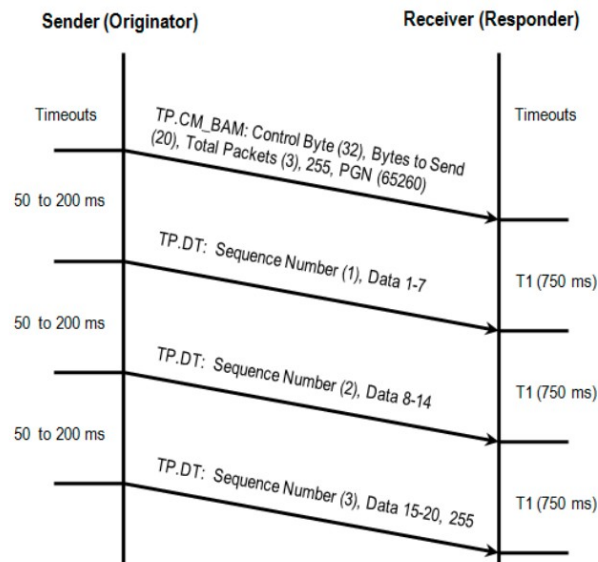 Sender (Originator)
Receiver (Responder)
Timeouts
Timeouts
TP.CM_BAM: Control Byte (32), Bytes to Send
(20), Total Packets (3), 255, PGN (65260)
50 to 200 ms
TP.DT: Sequence Number (1), Data 1-7
T1 (750 ms)
50 to 200 ms
TP.DT: Sequence Number (2), Data 8-14
T1 (750 ms)
50 to 200 ms
TP.DT: Sequence Number (3), Data 15-20, 255
T1 (750 ms)